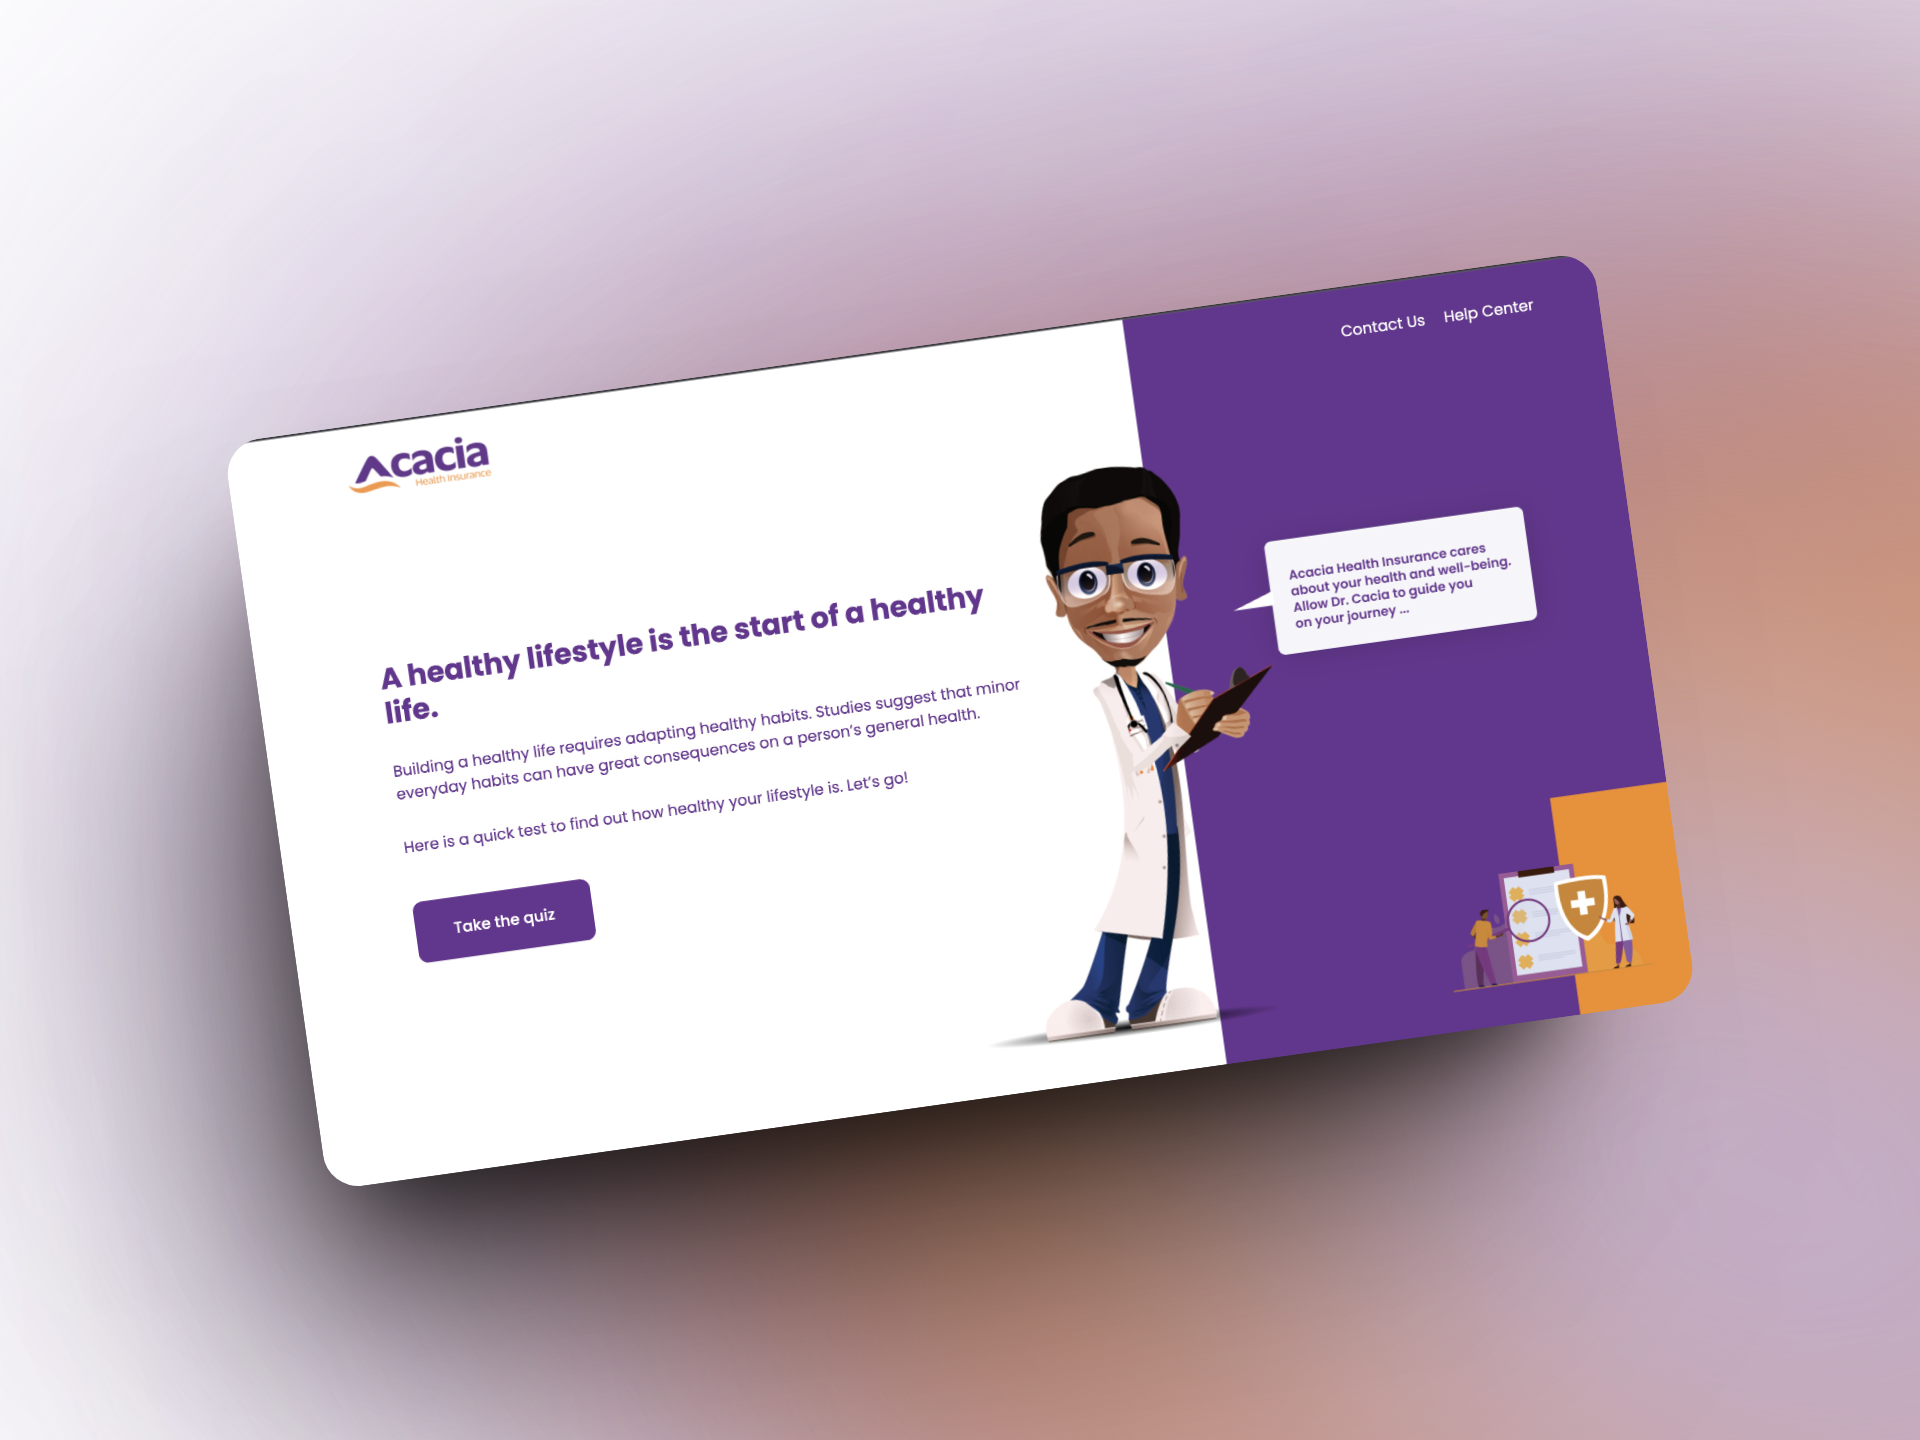 Contact Us Help Center
Acacia
Health Insurance
A healthy lifestyle is the start of a healthy
life.
Building a healthy life requires adapting healthy habits. Studies suggest that minor
everyday habits can have great consequences on a person’s general health.
Here is a quick test to find out how healthy your lifestyle is. Let’s go!
Take the quiz
Acacia Health Insurance cares
about your health and well-being.
Allow Dr. Cacia to guide you
on your journey ...